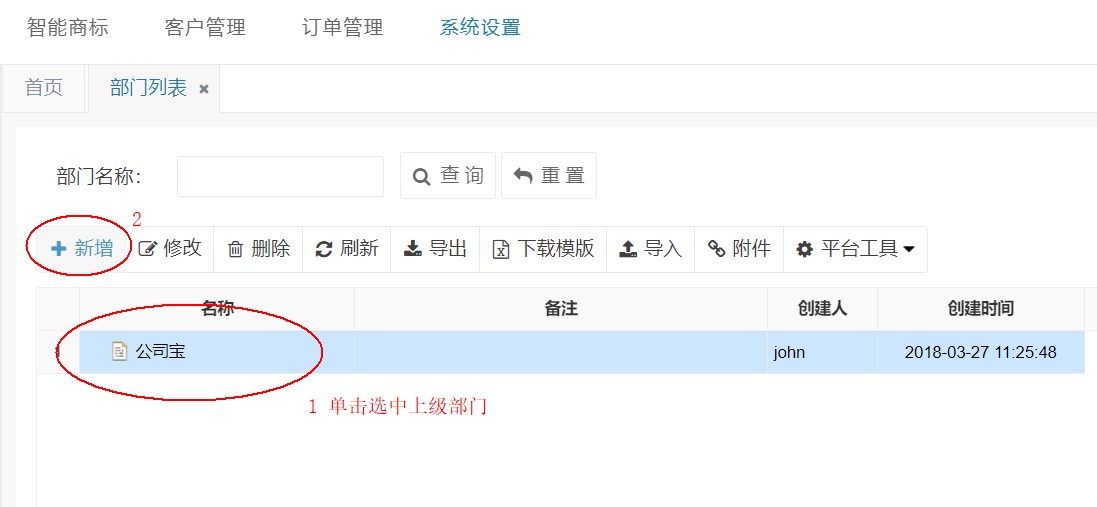 智能商标 客户管理 订单管理 系统设置
首页 部门列表 ×
部门名称： 查询 重置
2
新增 修改 删除 刷新 导出 下载模版 导入 附件 平台工具
名称 备注 创建人 创建时间
1 公司宝 john 2018-03-27 11:25:48
1 单击选中上级部门